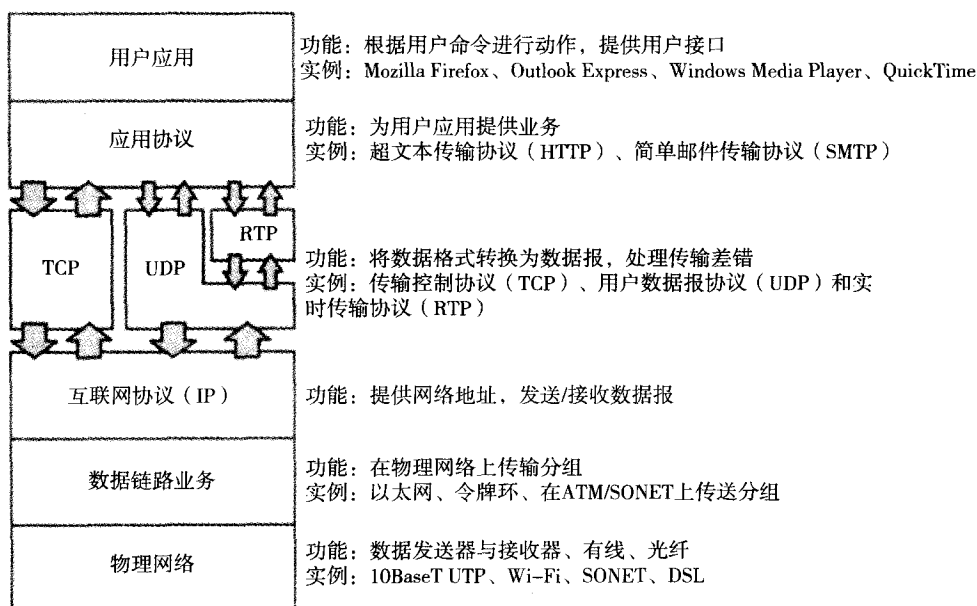 用户应用
功能：根据用户命令进行动作，提供用户接口
实例：Mozilla Firefox、Outlook Express、Windows Media Player、QuickTime
应用协议
功能：为用户应用提供业务
实例：超文本传输协议（HTTP）、简单邮件传输协议（SMTP）
TCP
UDP
RTP
功能：将数据格式转换为数据报，处理传输差错
实例：传输控制协议（TCP）、用户数据报协议（UDP）和实
时传输协议（RTP）
互联网协议（IP）
功能：提供网络地址，发送/接收数据报
数据链路业务
功能：在物理网络上传输分组
实例：以太网、令牌环、在ATM/SONET上传送分组
物理网络
功能：数据发送器与接收器、有线、光纤
实例：10BaseT UTP、Wi-Fi、SONET、DSL